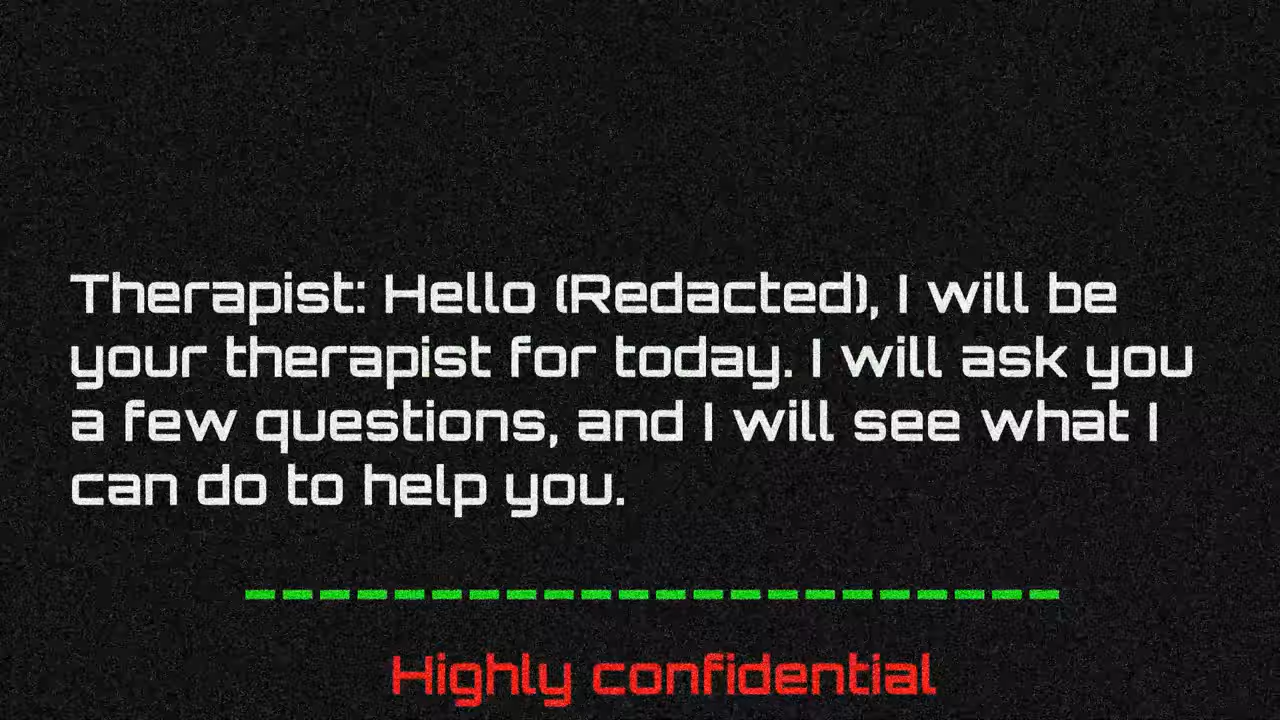 Therapist: Hello (Redacted), I will be
your therapist for today. I will ask you
a few questions, and I will see what I
can do to help you.
Highly confidential